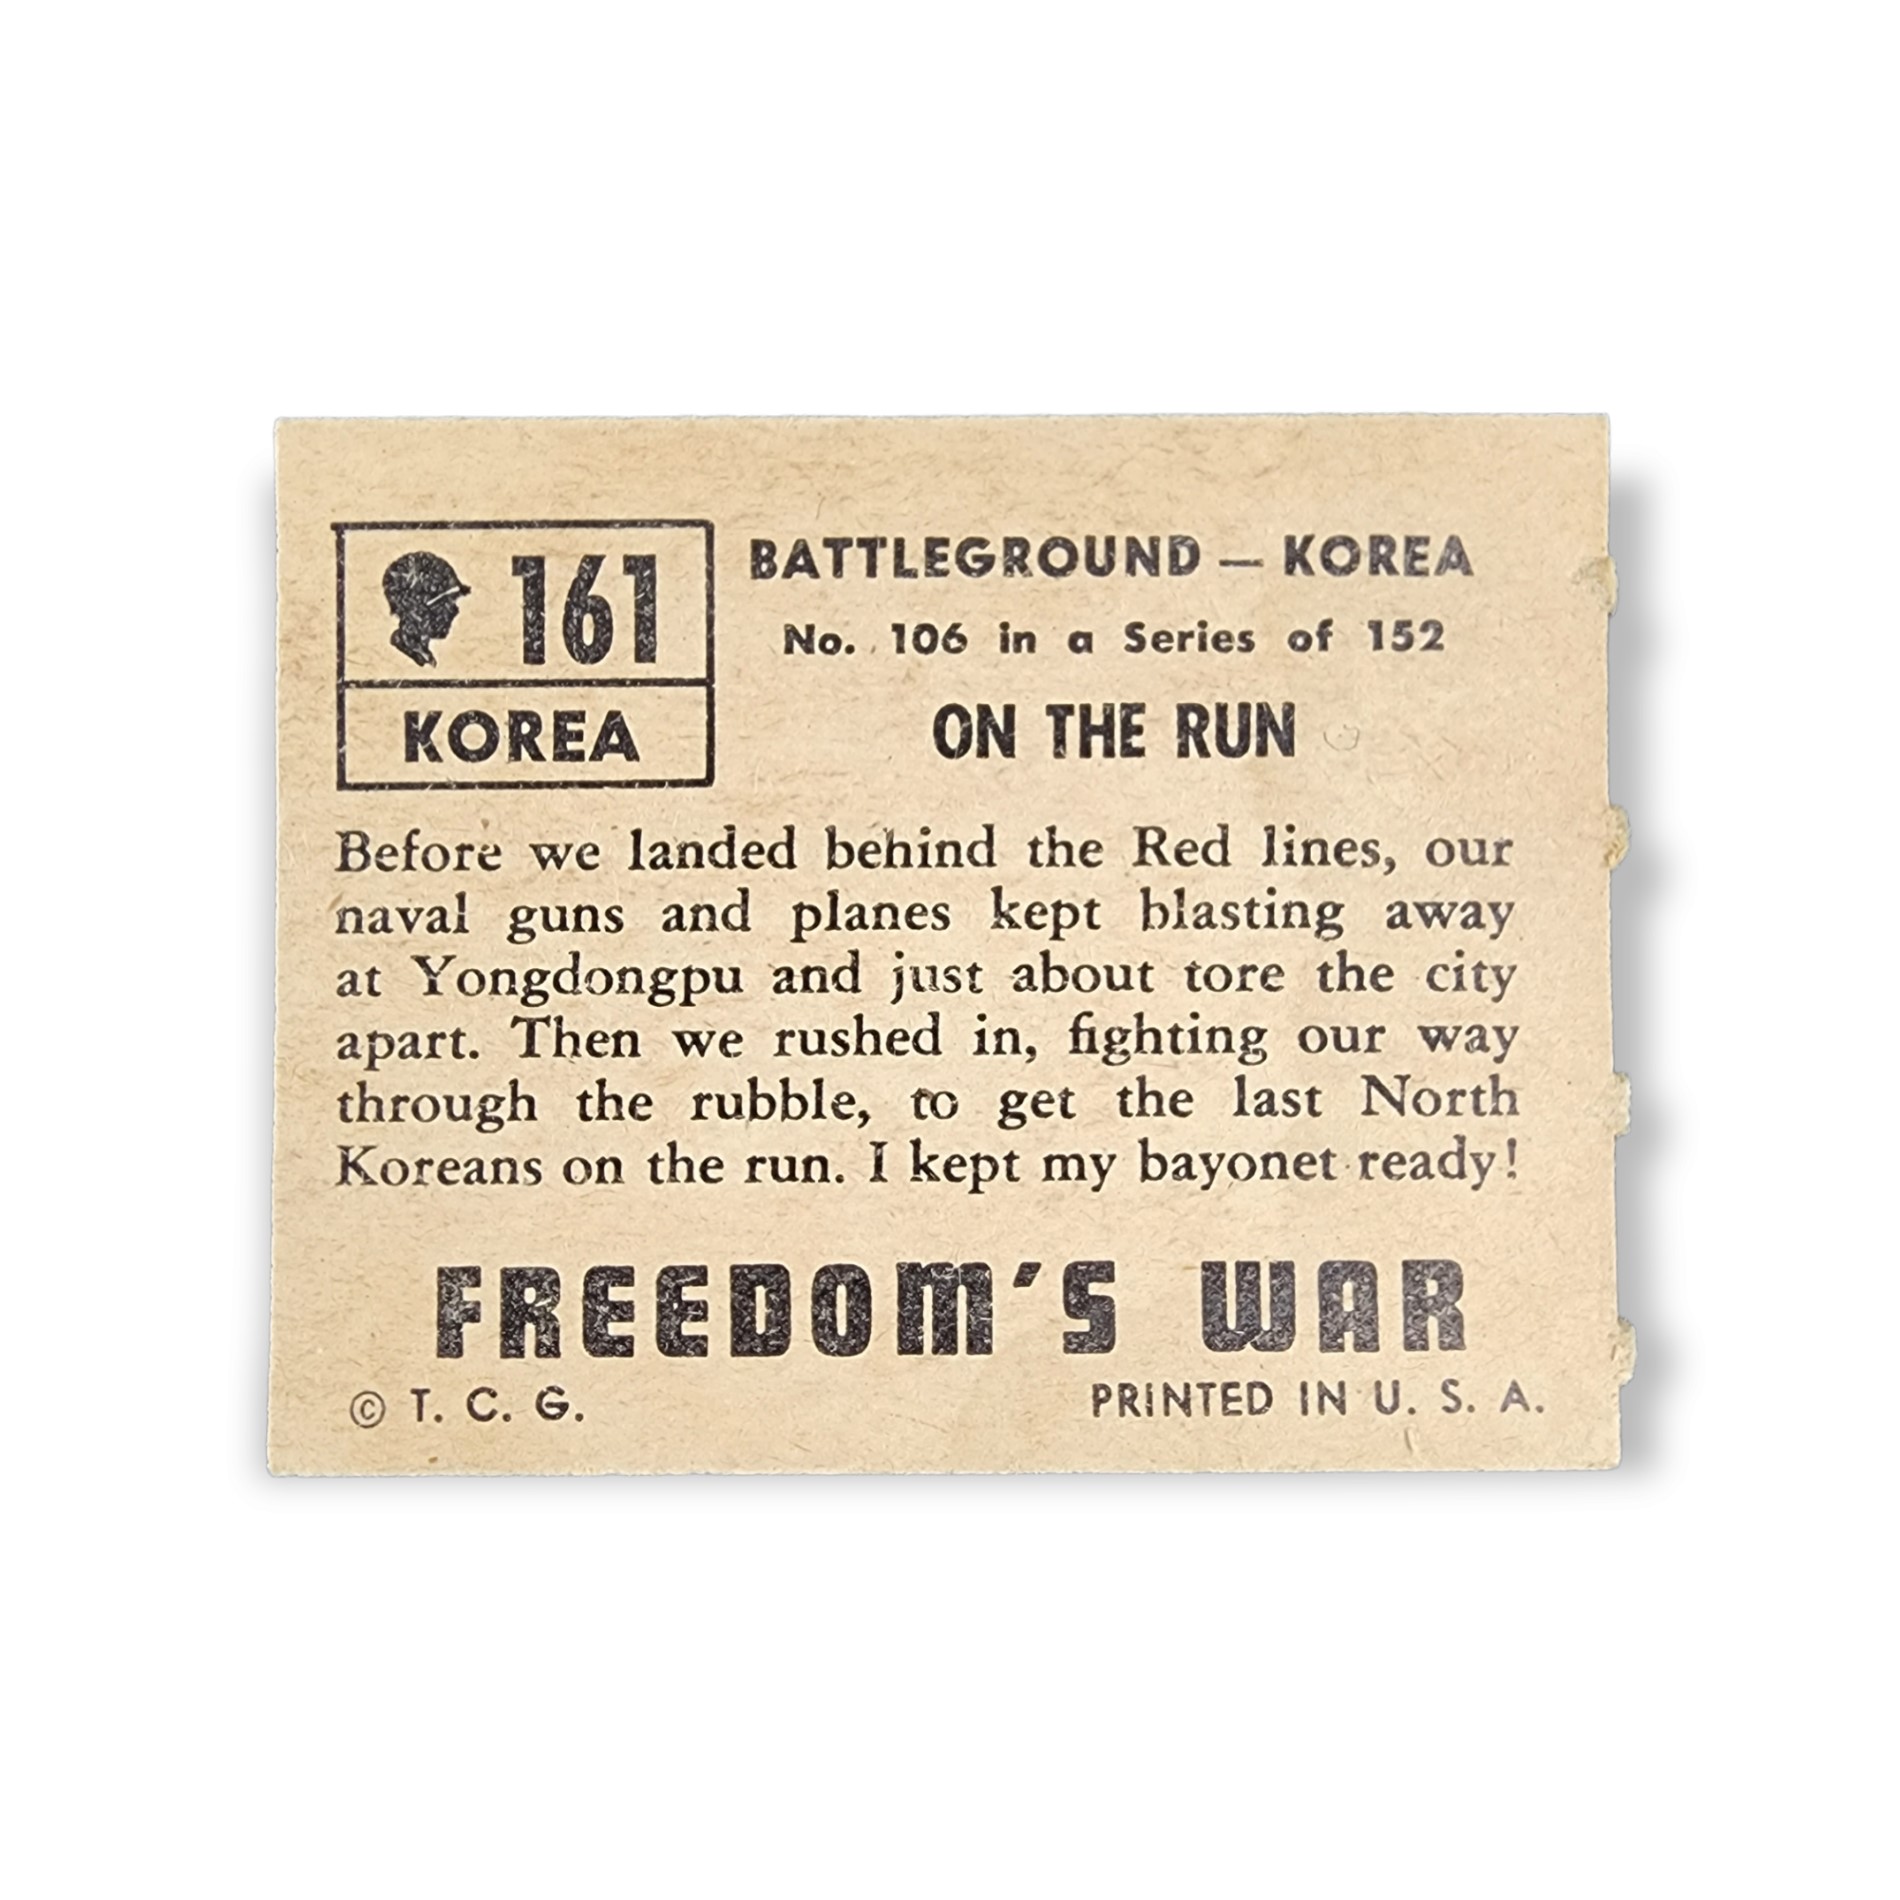 161
KOREA
BATTLEGROUND — KOREA
No. 106 in a Series of 152
ON THE RUN
Before we landed behind the Red lines, our
naval guns and planes kept blasting away
at Yongdongpu and just about tore the city
apart. Then we rushed in, fighting our way
through the rubble, to get the last North
Koreans on the run. I kept my bayonet ready!
FREEDOM'S WAR
© T. C. G.
PRINTED IN U. S. A.